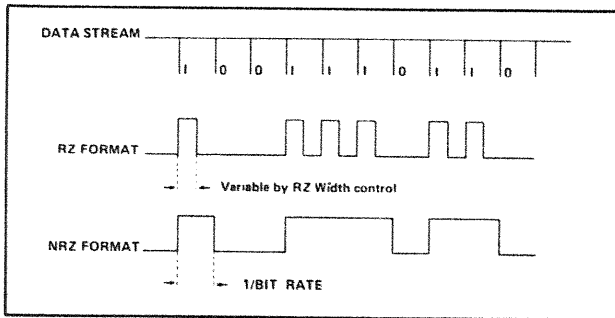 DATA STREAM
1 0 0 1 1 1 0 1 1 0
RZ FORMAT
Variable by RZ Width control
NRZ FORMAT
1/BIT RATE